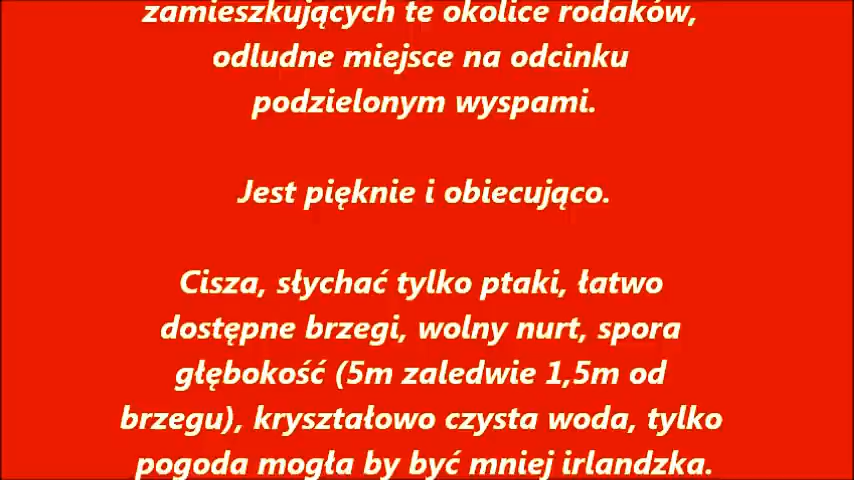 zamieszkujących te okolice rodaków,
odludne miejsce na odcinku
podzielonym wyspami.
Jest pięknie i obiecująco.
Cisza, słychać tylko ptaki, łatwo
dostępne brzegi, wolny nurt, spora
głębokość (5m zaledwie 1,5m od
brzegu), kryształowo czysta woda, tylko
pogoda mogła by być mniej irlandzka.